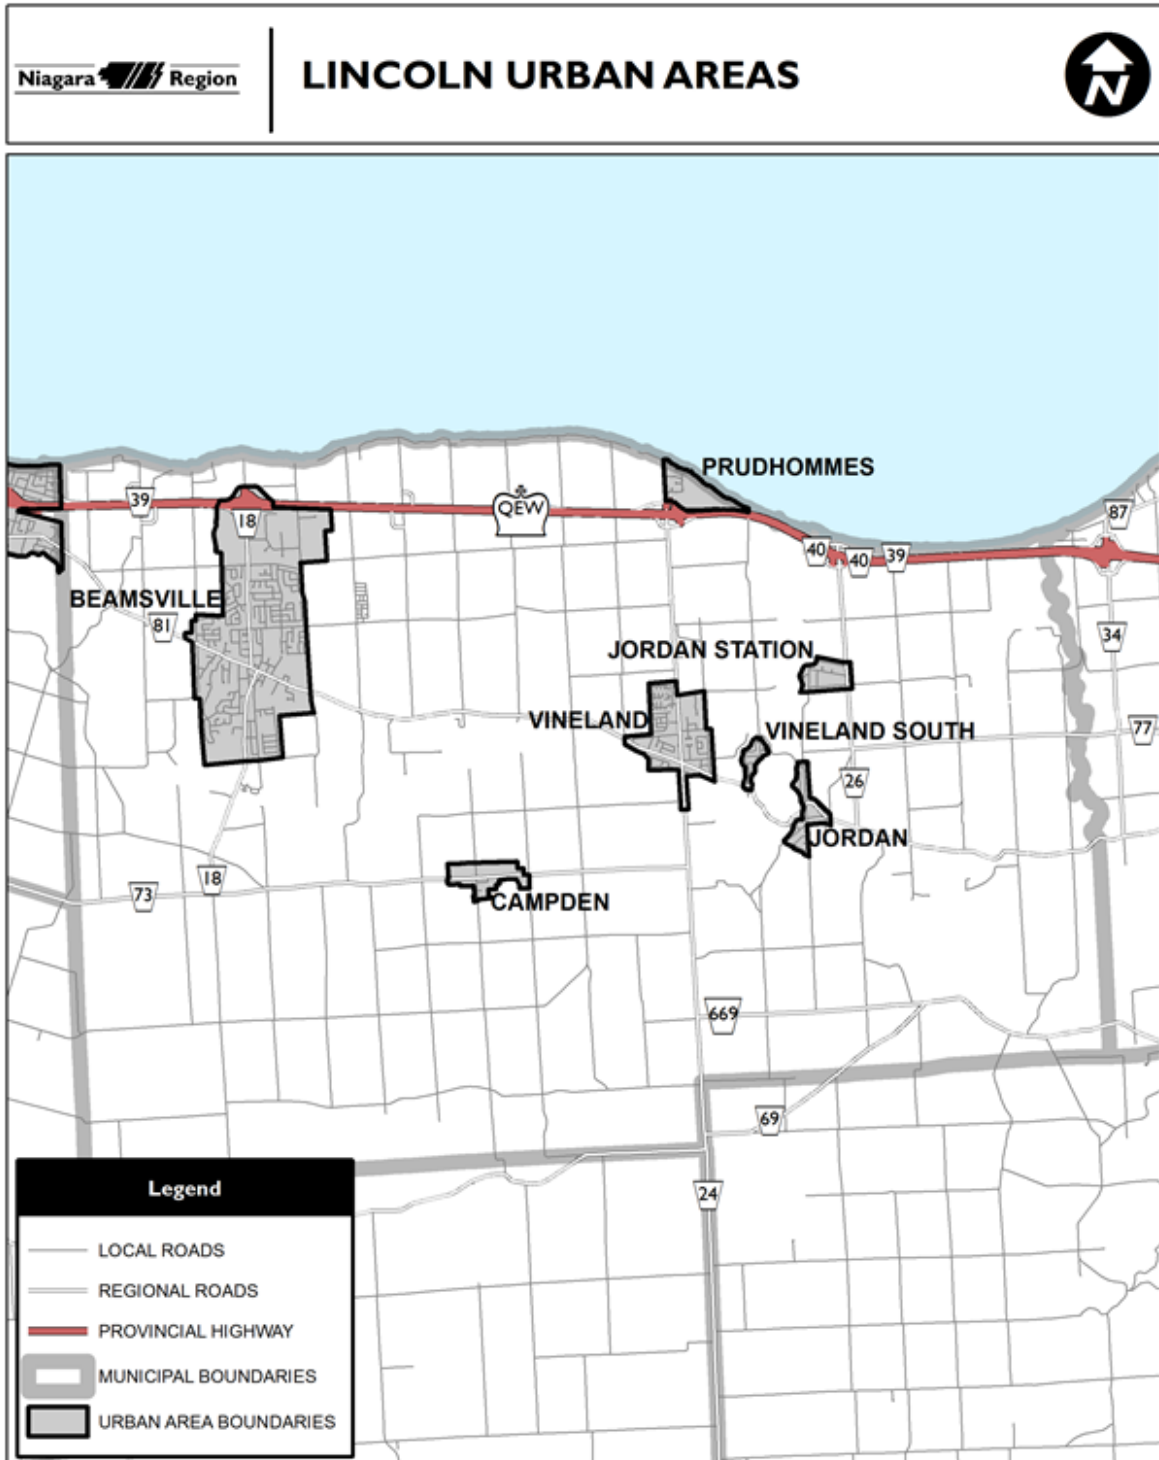 Niagara Region
LINCOLN URBAN AREAS
N
PRUDHOMMES
39
QEW
18
87
40
40
39
BEAMSVILLE
81
34
JORDAN STATION
VINELAND
VINELAND SOUTH
77
26
JORDAN
18
73
CAMPDEN
669
69
24
Legend
LOCAL ROADS
REGIONAL ROADS
PROVINCIAL HIGHWAY
MUNICIPAL BOUNDARIES
URBAN AREA BOUNDARIES